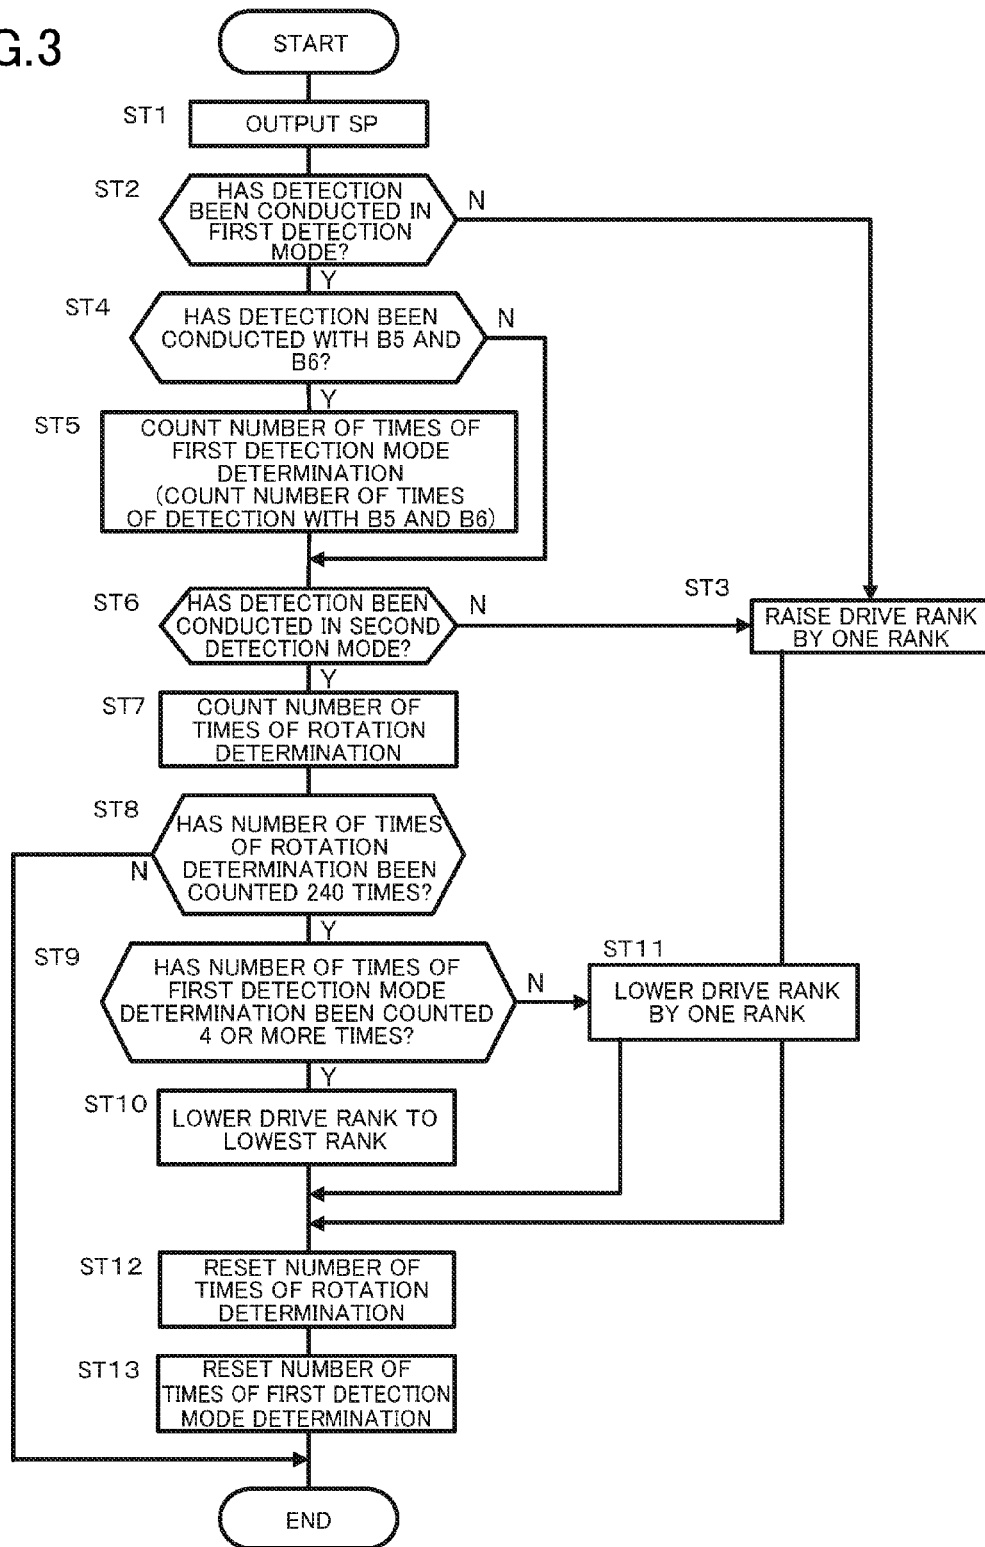 G.3
START
ST1
OUTPUT SP
ST2
HAS DETECTION
BEEN CONDUCTED IN
FIRST DETECTION
MODE?
N
Y
ST4
HAS DETECTION BEEN
CONDUCTED WITH B5 AND
B6?
N
Y
ST5
COUNT NUMBER OF TIMES OF
FIRST DETECTION MODE
DETERMINATION
(COUNT NUMBER OF TIMES
OF DETECTION WITH B5 AND B6)
ST6
HAS DETECTION BEEN
CONDUCTED IN SECOND
DETECTION MODE?
N
Y
ST3
RAISE DRIVE RANK
BY ONE RANK
ST7
COUNT NUMBER OF
TIMES OF ROTATION
DETERMINATION
ST8
HAS NUMBER OF TIMES
OF ROTATION
DETERMINATION BEEN
COUNTED 240 TIMES?
N
Y
ST9
HAS NUMBER OF TIMES OF
FIRST DETECTION MODE
DETERMINATION BEEN COUNTED
4 OR MORE TIMES?
N
Y
ST11
LOWER DRIVE RANK
BY ONE RANK
ST10
LOWER DRIVE RANK TO
LOWEST RANK
ST12
RESET NUMBER OF
TIMES OF ROTATION
DETERMINATION
ST13
RESET NUMBER OF
TIMES OF FIRST DETECTION
MODE DETERMINATION
END